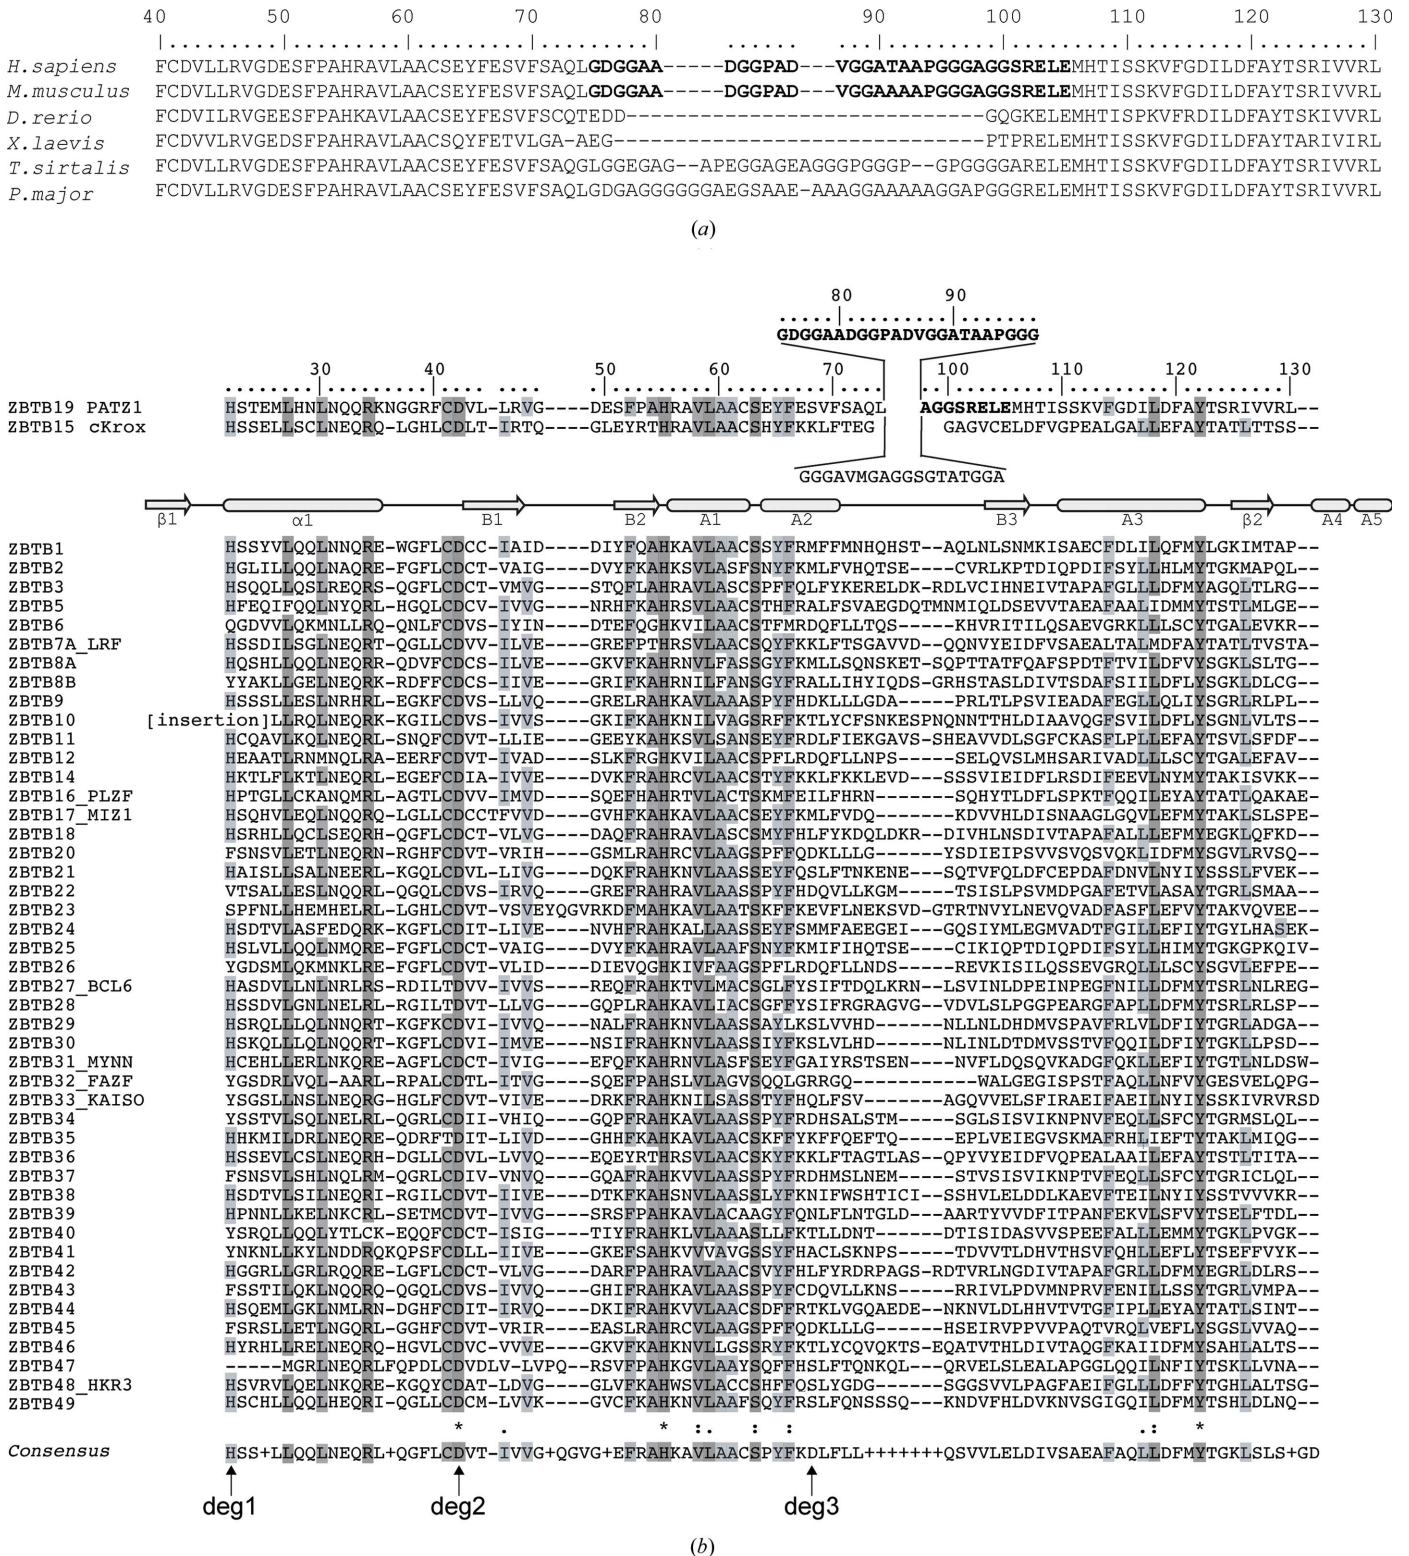 40 50 60 70 80 90 100 110 120 130
H.sapiens FCDVLLRVGDESFPAHRAVLAACSEYFESVFSAQLGDGGAA-----DGGPAD---VGGATAAPGGGAGGSRELEMHTISSKVFGDILDFAYTSRIVVRL
M.musculus FCDVLLRVGDESFPAHRAVLAACSEYFESVFSAQLGDGGAA-----DGGPAD---VGGAAAAPGGGAGGSRELEMHTISSKVFGDILDFAYTSRIVVRL
D.rerio FCDVILRVGEESFPAHKAVLAACSEYFESVFSCQTEDD-----------------------------GQGKELEMHTISPKVFRDILDFAYTSRIVVRL
X.laevis FCDVVLRVGEDSFPAHKAVLAACSQYFETVLGA-AEG------------------------------PTPRELEMHTISSKVFGDILDFAYTARIVIRL
T.sirtalis FCDVLLRVGDESFPAHRAVLAACSEYFESVFSAQGLGGEGAG--APEGGAGEAGGGPGGGP--GPGGGGARELEMHTISSKVFGDILDFAYTSRIVVRL
P.major FCDVLLRVGDESFPAHRAVLAACSEYFESVFSAQLGDGAGGGGGGAEGSAAE-AAAGGAAAAAGGAPGGGRELEMHTISSKVFGDILDFAYTSRIVVRL
(a)
80 90
GDGGAADGGPADVGGATAAPGGG
30 40 50 60 70 100 110 120 130
ZBTB19 PATZ1 HSTEMLHNLNQQRKNGGRFCDVL-LRVG----DESFPAHRAVLAACSEYFESVFSAQL AGGSRELEMHTISSKVFGDILDFAYTSRIVVRL--
ZBTB15 cKrox HSSELLSCLNEQRQ-LGHLCDLT-IRTQ----GLEYRTHRAVLAACSHYFKKLFTEG GAGVCELDFVGPEALGALLEFAYTATLTTSS--
GGGAVMGAGGSGTATGGA
β1 α1 B1 B2 A1 A2 B3 A3 β2 A4 A5
ZBTB1 HSSYVLQQLNNQRE-WGFLCDCC-IAID----DIYFQAHKAVLAACSSYFRMFFMNHQHST--AQLNLSNMKISAECFDLILQFMYLGKIMTAP--
ZBTB2 HGLILLQQLNAQRE-FGFLCDCT-VAIG----DVYFKAHKSVLASFSNYFKMLFVHQTSE---CVRLKPTDIQPDIFSYLLHLMYTGKMAPQL--
ZBTB3 HSQQLLQSLREQRS-QGFLCDCT-VMVG----STQFLAHRAVLASCSPFFQLFYKERELDK-RDLVCIHNEIVTAPAFGLLLDFMYAGQLTLRG--
ZBTB5 HFEQIFQQLNYQRL-HGQLCDCV-IVVG----NRHFKAHRSVLAACSTHFRALFSVAEGDQTMNMIQLDSEVVTAEAFAALIDMMYTSTLMLGE--
ZBTB6 QGDVVLQKMNLLRQ-QNLFCDVS-IYIN----DTEFQGHKVILAACSTFMRDQFLLTQS-----KHVRITILQSAEVGRKLLLSCYTGALEVKR--
ZBTB7A_LRF HSSDILSGLNEQRT-QGLLCDVV-ILVE----GREFPTHRSVLAACSQYFKKLFTSGAVVD--QQNVYEIDFVSAEALTALMDFAYTATLTVSTA-
ZBTB8A HQSHLLQQLNEQRR-QDVFCDCS-ILVE----GKVFKAHRNVLFASSGYFKMLLSQNSKET-SQPTTATFQAFSPDTFTVILDFVYSGKLSLTG--
ZBTB8B YYAKLLGELNEQRK-RDFFCDCS-IIVE----GRIFKAHRNILFANSGYFRALLIHYIQDS-GRHSTASLDIVTSDAFSIILDFLYSGKLDLCG--
ZBTB9 HSSSLLESLNRHRL-EGKFCDVS-LLVQ----GRELRAHKAVLAAASPYFHDKLLLGDA-----PRLTLPSVIEADAFEGLLQLIYSGRLRLPL--
ZBTB10 [insertion]LLRQLNEQRK-KGILCDVS-IVVS----GKIFKAHKNILVAGSRFFKTLYCFSNKESPNQNNTTHLDIAAVQGFSVILDFLYSGNLVLTS--
ZBTB11 HCQAVLKQLNEQRL-SNQFCDVT-LLIE----GEEYKAHKSVLSANSEYFRDLFIEKGAVS-SHEAVVDLSGFCKASFLPLLEFAYTSVLSFDF--
ZBTB12 HEAATLRNMNQLRA-EERFCDVT-IVAD----SLKFRGHKVILAACSPFLRDQFLLNPS-----SELQVSLMHSARIVADLLLSCYTGALEFAV--
ZBTB14 HKTLFLKTLNEQRL-EGEFCDIA-IVVE----DVKFRAHRCVLAACSTYFKKLFKKLEVD---SSSVIEIDFLRSDIFEEVLNYMYTAKISVKK--
ZBTB16_PLZF HPTGLLCKANQMRL-AGTLCDVV-IMVD----SQEFHAHRTVLACTSKMFEILFHRN------SQHYTLDFLSPKTFQQILEYAYTATLQAKAE-
ZBTB17_MIZ1 HSQHVLEQLNQQRQ-LGLLCDCCTFVVD----GVHFKAHKAVLAACSEYFKMLFVDQ------KDVVHLDISNAAGLGQVLEFMYTAKLSLSPE-
ZBTB18 HSRHLLQCLSEQRH-QGFLCDCT-VLVG----DAQFRAHRAVLASCSMYFHLFYKDQLDKR--DIVHLNSDIVTAPAFALLLEFMYEGKLQFKD--
ZBTB20 FSNSVLETLNEQRN-RGHFCDVT-VRIH----GSMLRAHRCVLAAGSPFFQDKLLLG------YSDIEIPSVVSVQSVQKLIDFMYSGVLRVSQ--
ZBTB21 HAISLLSALNEERL-KGQLCDVLLIVG-----DQKFRAHKNVLAASSEYFQSLFTNKENE---SQTVFQLDFCEPDAFDNVLNYIYSSSLFVEK--
ZBTB22 VTSALLESLNQQRL-QGQLCDVS-IRVQ----GREFRAHRAVLAASSPYFHDQVLLKGM-----TSISLPSVMDPGAFETVLASAYTGRLSMAA--
ZBTB23 SPFNLLHEMHELRL-LGHLCDVT-VSVEYQGVRKDFMAHKAVLAATSKFFKEVFLNEKSVD-GTRTNVYLNEVQVADFASFLEFVYTAKVQVEE--
ZBTB24 HSDTVLASFEDQRK-KGFLCDIT-LIVE----NVHFRAHKALLAASSEYFSMMFAEEGEI---GQSIYMLEGMVADTFGILLEFIYTGYLHASEK-
ZBTB25 HSLVLLQQLNMQRE-FGFLCDCT-VAIG----DVYFKAHRAVLAAFSNYFKMIFIHQTSE---CIKIQPTDIQPDIFSYLLHIMYTGKGPKQIV-
ZBTB26 YGDSMLQKMNKLRE-FGFLCDVT-VLID----DIEVQGHKIVFAAGSPFLRDQFLLNDS-----REVKISILQSSEVGRQLLLSCYSGVLEFPE--
ZBTB27_BCL6 HASDVLLNLNRLRS-RDILTDVV-IVVS----REQFRAHKTVLMACSGLFYSIFTDQLKRN--LSVINLDPEINPEGFNILLDFMYTSRLNLREG-
ZBTB28 HSSDVLGNLNELRL-RGILTDVT-LLVG----GQPLRAHKAVLIACSGFFYSIFRGRAGVG--VDVLSLPGGPEARGFAPLLDFMYTSRLRLSP--
ZBTB29 HSRQLLLQLNNQRT-KGFKCDVI-IVVQ----NALFRAHKNVLAASSAYLKSLVVHD------NLLNLDHDMVSPAVFRLVLDFIYTGRLADGA--
ZBTB30 HSKQLLLQLNNQRT-KGFLCDVI-IMVE----NSIFRAHKNVLAASSIYFKSLVLHD------NLINLDTDMVSSTVFQQILDFIYTGKLLPSD--
ZBTB31_MYNN HCEHLLERLNKQRE-AGFLCDCT-IVIG----EFQFKAHRNVLASFSEYFGAIYRSTSEN----NVFLDQSQVKADGFQKLLEFIYTGTLNLDSW-
ZBTB32_FAZF YGSDRLVQL-AARL-RPALCDTL-ITVG----SQEFPAHSLVLAGVSQQLGRRGQ-----------WALGEGISPSTFAQLLNFVYGESVELQPG-
ZBTB33_KAISO YSGSLLNSLNEQRG-HGLFCDVT-VIVE----DRKFRAHKNILSASSTYFHQLFSV-------AGQVVELSFIRAEIFAEILNYIYSSKIVRVRSD
ZBTB34 YSSTVLSQLNELRL-QGRLCDII-VHIQ----GQPFRAHKAVLAASSPYFRDHSALSTM-----SGLSISVIKNPNVFEQLLSFCYTGRMSLQL--
ZBTB35 HHKMILDRLNEQRE-QDRFTDIT-LIVD----GHHFKAHKAVLAACSKFFYKFFQEFTQ-----EPLVEIEGVSKMAFRHLIEFTYTAKLMIQG--
ZBTB36 HSSEVLCSLNEQRH-DGLLCDVL-LVVQ----EQEYRTHRSVLAACSKYFKKLFTAGTLAS--QPYVYEIDFVQPEALAAILEFAYTSTLTITA--
ZBTB37 FSNSVLSHLNQLRM-QGRLCDIV-VNVQ----GQAFRAHKAVLAASSPYFRDHMSLNEM-----STVSISVIKNPTVFEQLLSFCYTGRICLQL--
ZBTB38 HSDTVLSILNEQRI-RGILCDVT-IIVE----DTKFKAHSNVLAASSLYFKNIFWSHTICI---SSHVLELDDLKAEVFTEILNYIYSSTVVVKR--
ZBTB39 HPNNLLKELNKCRL-SETMCDVTIVVG-----SRSFPAHKAVLACAAGYFQNLFLNTGLD---AARTYVVDFITPANFEKVLSFVYTSELFTDL--
ZBTB40 YSRQLLQQLYTLCK-EQQFCDCT-ISIG----TIYFRAHKLVLAAASLLFKTLLDNT-------DTISIDASVVSPEEFALLLEMMYTGKLPVGK--
ZBTB41 YNKNLLKYLNDDRQKQPSFCDLL-IIVE----GKEFSAHKVVVAVGSSYFHACLSKNPS-----TDVVTLDHVTHSVFQHLLEFLYTSEFFVYK--
ZBTB42 HGGRLLGRLRQQRE-LGFLCDCT-VLVG----DARFPAHRAVLAACSVYFHLFYRDRPAGS-RDTVRLNGDIVTAPAFGRLLDFMYEGRLDLRS--
ZBTB43 FSSTILQKLNQQRQ-QGQLCDVS-IVVQ----GHIFRAHKAVLAASSPYFCDQVLLKNS-----RRIVLPDVMNPRVFENILLSSYTGRLVMPA--
ZBTB44 HSQEMLGKLNMLRN-DGHFCDIT-IRVQ----DKIFRAHKVVLAACSDFFRTKLVGQAEDE--NKNVLDLHHVTVTGFIPLLEYAYTATLSINT--
ZBTB45 FSRSLLETLNGQRL-GGHFCDVT-VRIR----EASLRAHRCVLAAGSPFFQDKLLLG------HSEIRVPPVVPAQTVRQLVEFLYSGSLVVAQ--
ZBTB46 HYRHLLRELNEQRQ-HGVLCDVC-VVVE----GKVFKAHKNVLLGSSRYFKTLYCQVQKTS-EQATVTHLDIVTAQGFKAIIDFMYSAHLALTS--
ZBTB47 -----MGRLNEQRLFQPDLCDVDLV-LVPQ--RSVFPAHKGVLAAYSQFFHSLFTQNKQL---QRVELSLEALAPGGLQQILNFIYTSKLLVNA--
ZBTB48_HKR3 HSVRVLQELNKQRE-KGQYCDAT-LDVG----GLVFKAHWSVLACCSHFFQSLYGDG------SGGSVVLPAGFAEIFGLLLDFFYTGHLALTSG-
ZBTB49 HSCHLLQQLNEQRI-QGLLCDCM-LVVK----GVCFKAHKNVLAAFSQYFRSLFQNSSSQ---KNDVFHLDVKNVSGIGQILDFMYTSHLDLNQ--
* . * :. : : .: *
Consensus HSS+LLQQLNEQRL+QGFLCDVT-IVVG+QGVG+EFRAHKAVLAACSPYFKDLFLL+++++++QSVVLELDIVSAEAFAQLLDFMYTGKLSLS+GD
deg1 deg2 deg3
(b)